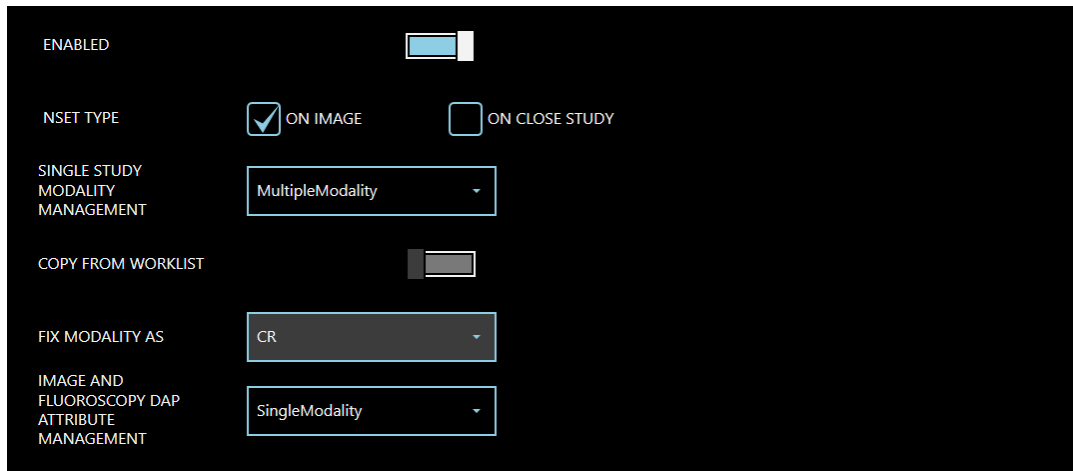 ENABLED
NSET TYPE
ON IMAGE
ON CLOSE STUDY
SINGLE STUDY
MODALITY
MANAGEMENT
MultipleModality
COPY FROM WORKLIST
FIX MODALITY AS
CR
IMAGE AND
FLUOROSCOPY DAP
ATTRIBUTE
MANAGEMENT
SingleModality